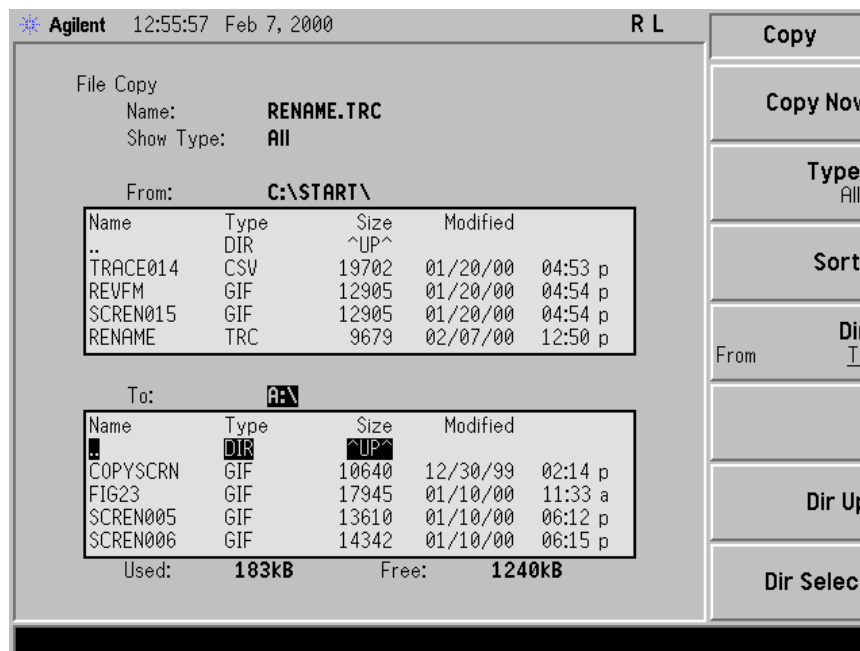 Agilent 12:55:57 Feb 7, 2000 R L
File Copy
Name: RENAME.TRC
Show Type: All
From: C:\START\
Name Type Size Modified
.. DIR ^UP^
TRACE014 CSV 19702 01/20/00 04:53 p
REVFM GIF 12905 01/20/00 04:54 p
SCREN015 GIF 12905 01/20/00 04:54 p
RENAME TRC 9679 02/07/00 12:50 p
To: A:\
Name Type Size Modified
.. DIR ^UP^
COPYSCRN GIF 10640 12/30/99 02:14 p
FIG23 GIF 17945 01/10/00 11:33 a
SCREN005 GIF 13610 01/10/00 06:12 p
SCREN006 GIF 14342 01/10/00 06:15 p
Used: 183kB Free: 1240kB
Copy
Copy Now
Type
All
Sort
Dir
From T
Dir Up
Dir Selec